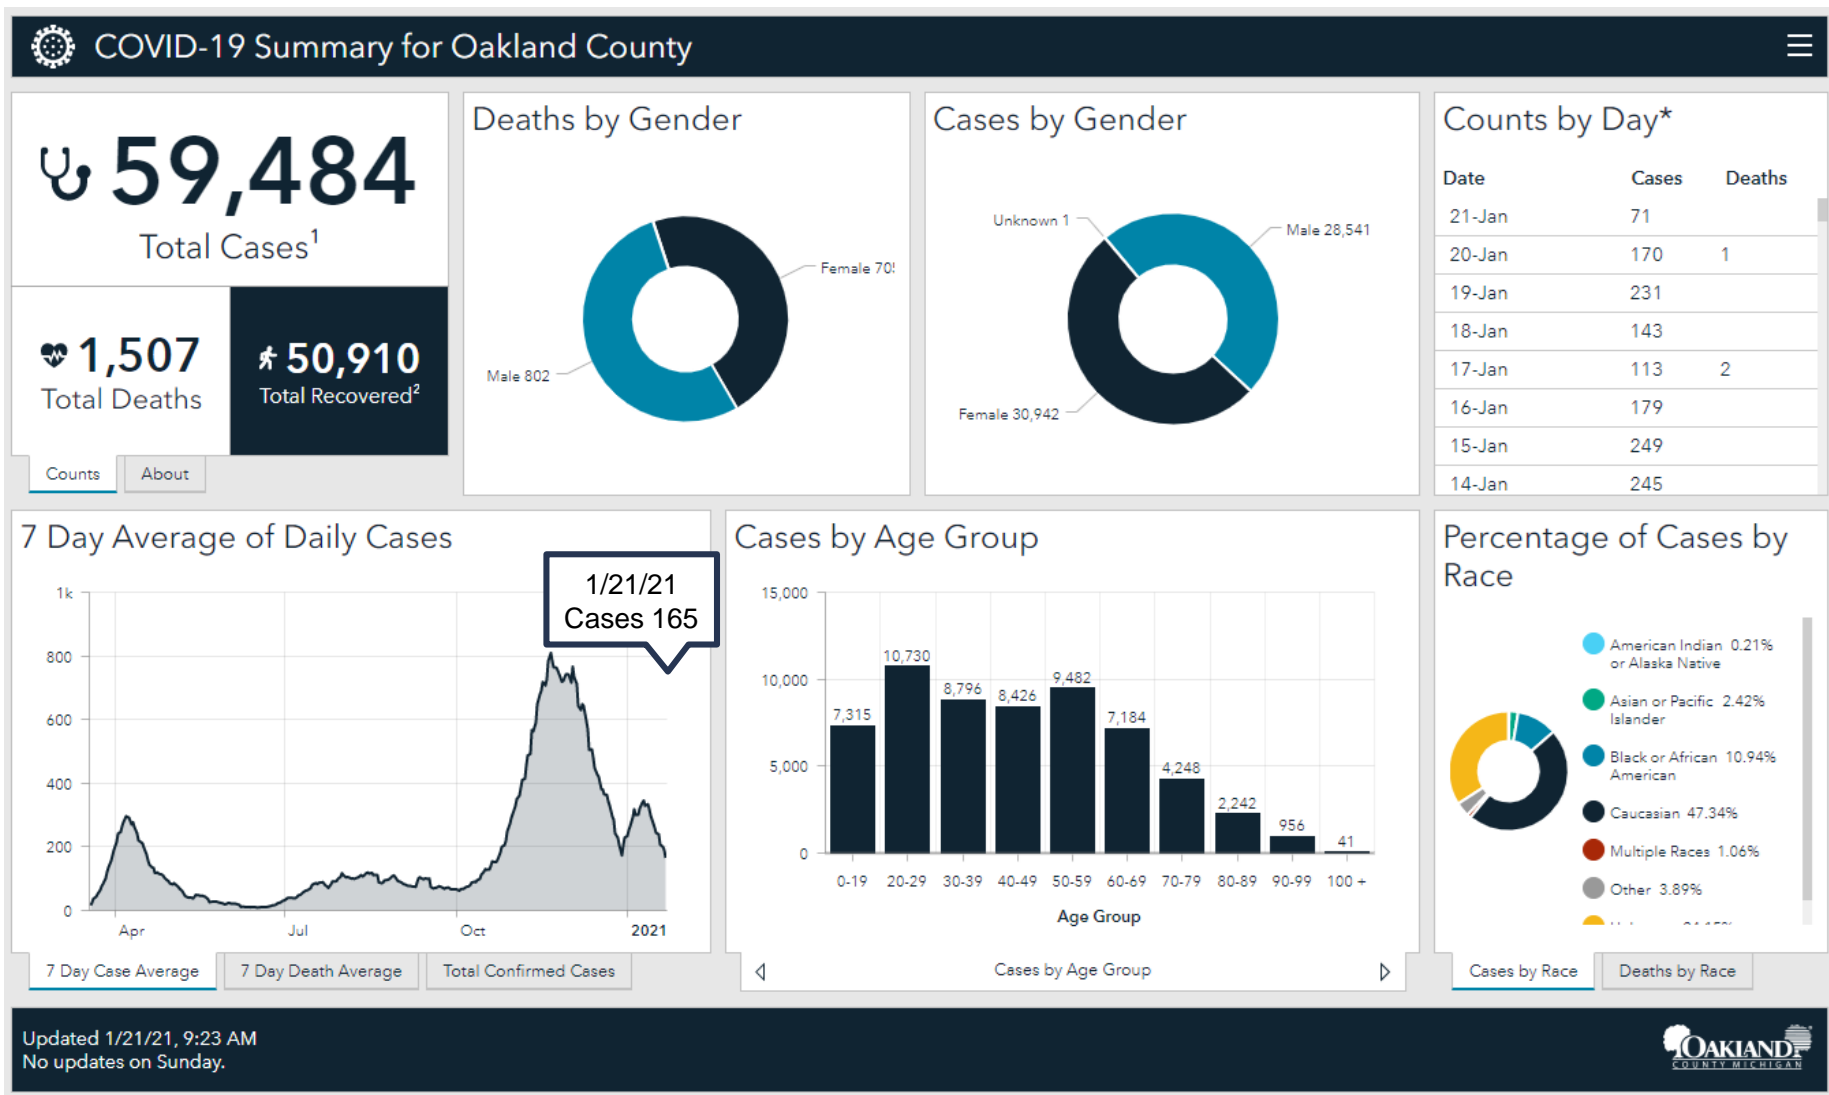 COVID-19 Summary for Oakland County
59,484
Total Cases¹
1,507
Total Deaths
50,910
Total Recovered²
Counts
About
Deaths by Gender
Female 705
Male 802
Cases by Gender
Unknown 1
Male 28,541
Female 30,942
Counts by Day*
Date Cases Deaths
21-Jan 71
20-Jan 170 1
19-Jan 231
18-Jan 143
17-Jan 113 2
16-Jan 179
15-Jan 249
14-Jan 245
7 Day Average of Daily Cases
1/21/21
Cases 165
1k
800
600
400
200
0
Apr Jul Oct 2021
7 Day Case Average
7 Day Death Average
Total Confirmed Cases
Cases by Age Group
15,000
10,000
5,000
0
7,315
10,730
8,796
8,426
9,482
7,184
4,248
2,242
956
41
0-19 20-29 30-39 40-49 50-59 60-69 70-79 80-89 90-99 100 +
Age Group
Cases by Age Group
Percentage of Cases by
Race
American Indian 0.21%
or Alaska Native
Asian or Pacific 2.42%
Islander
Black or African 10.94%
American
Caucasian 47.34%
Multiple Races 1.06%
Other 3.89%
Cases by Race
Deaths by Race
Updated 1/21/21, 9:23 AM
No updates on Sunday.
OAKLAND
COUNTY MICHIGAN